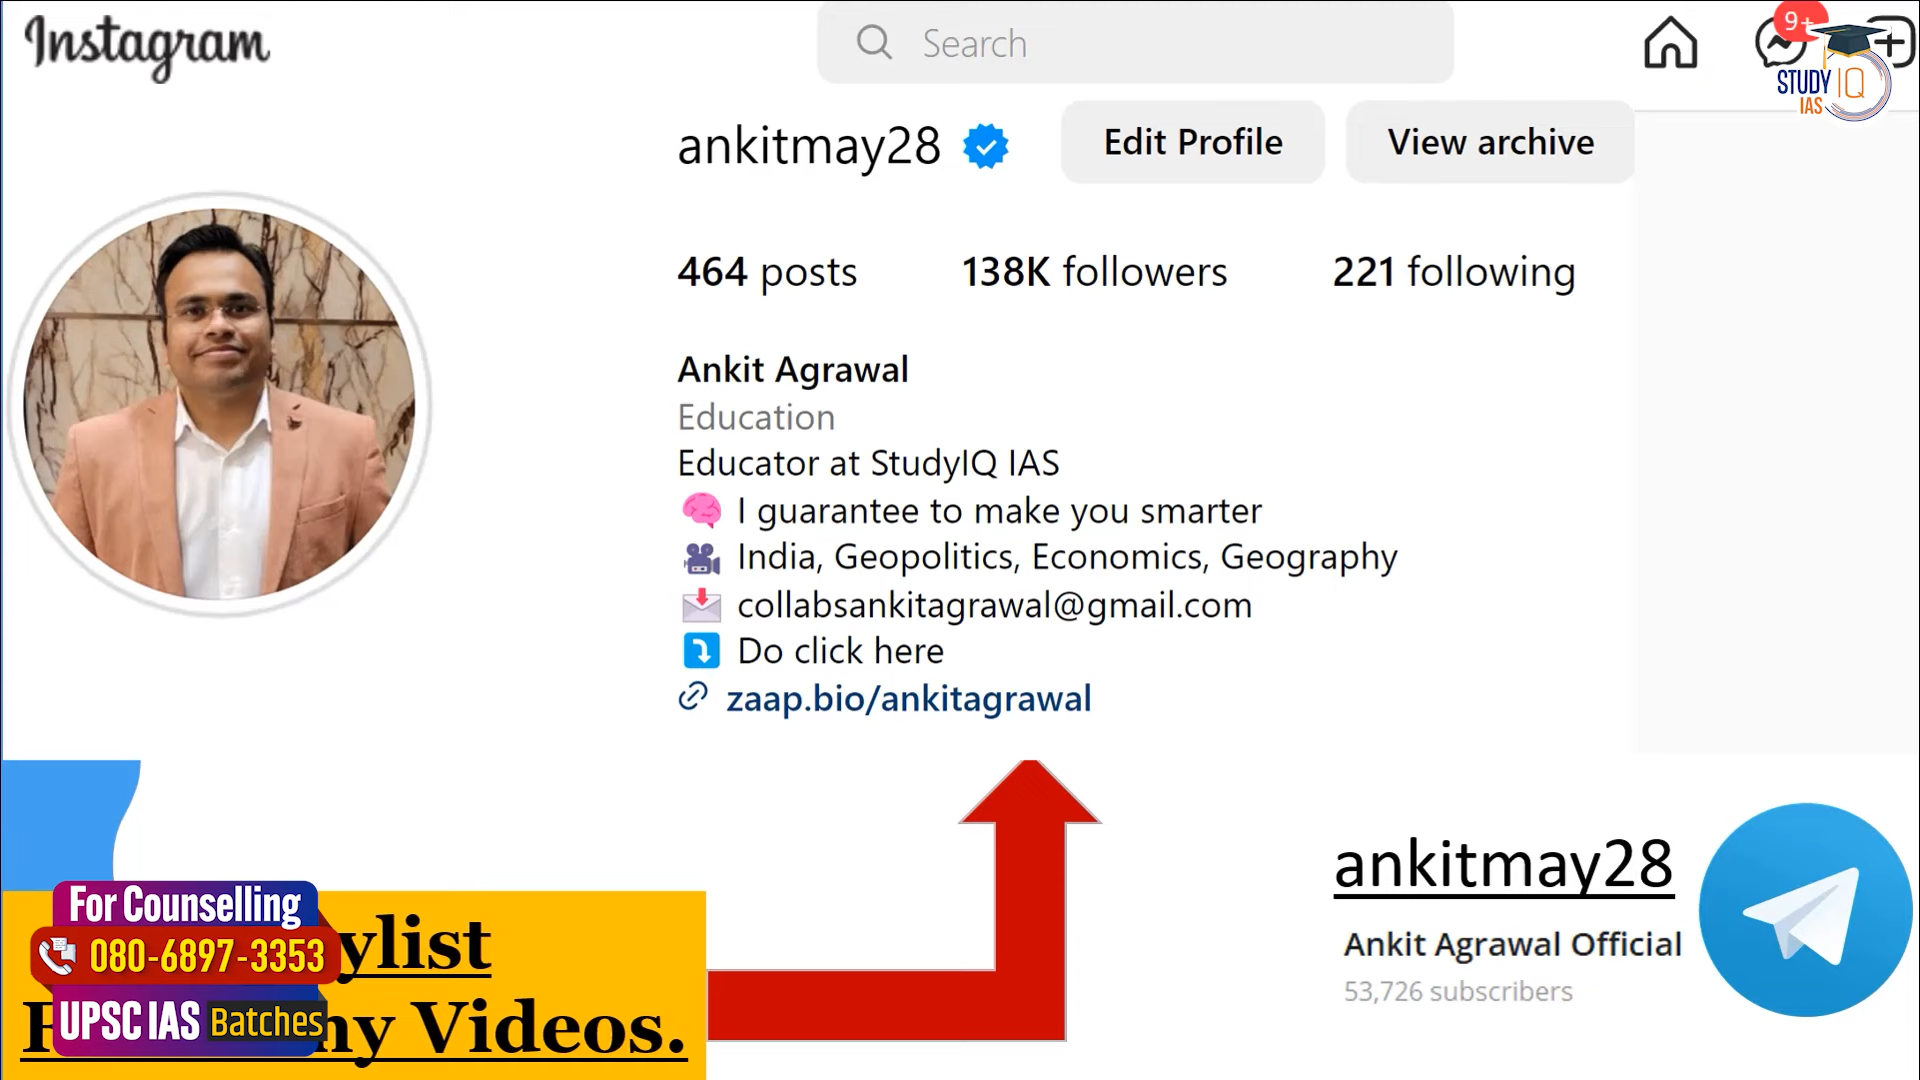 Instagram
Search
9+
STUDY IQ
IAS
ankitmay28
Edit Profile
View archive
464 posts
138K followers
221 following
Ankit Agrawal
Education
Educator at StudyIQ IAS
I guarantee to make you smarter
India, Geopolitics, Economics, Geography
collabsankitagrawal@gmail.com
Do click here
zaap.bio/ankitagrawal
ankitmay28
Ankit Agrawal Official
53,726 subscribers
For Counselling
080-6897-3353
UPSC IAS Batches
Videos.